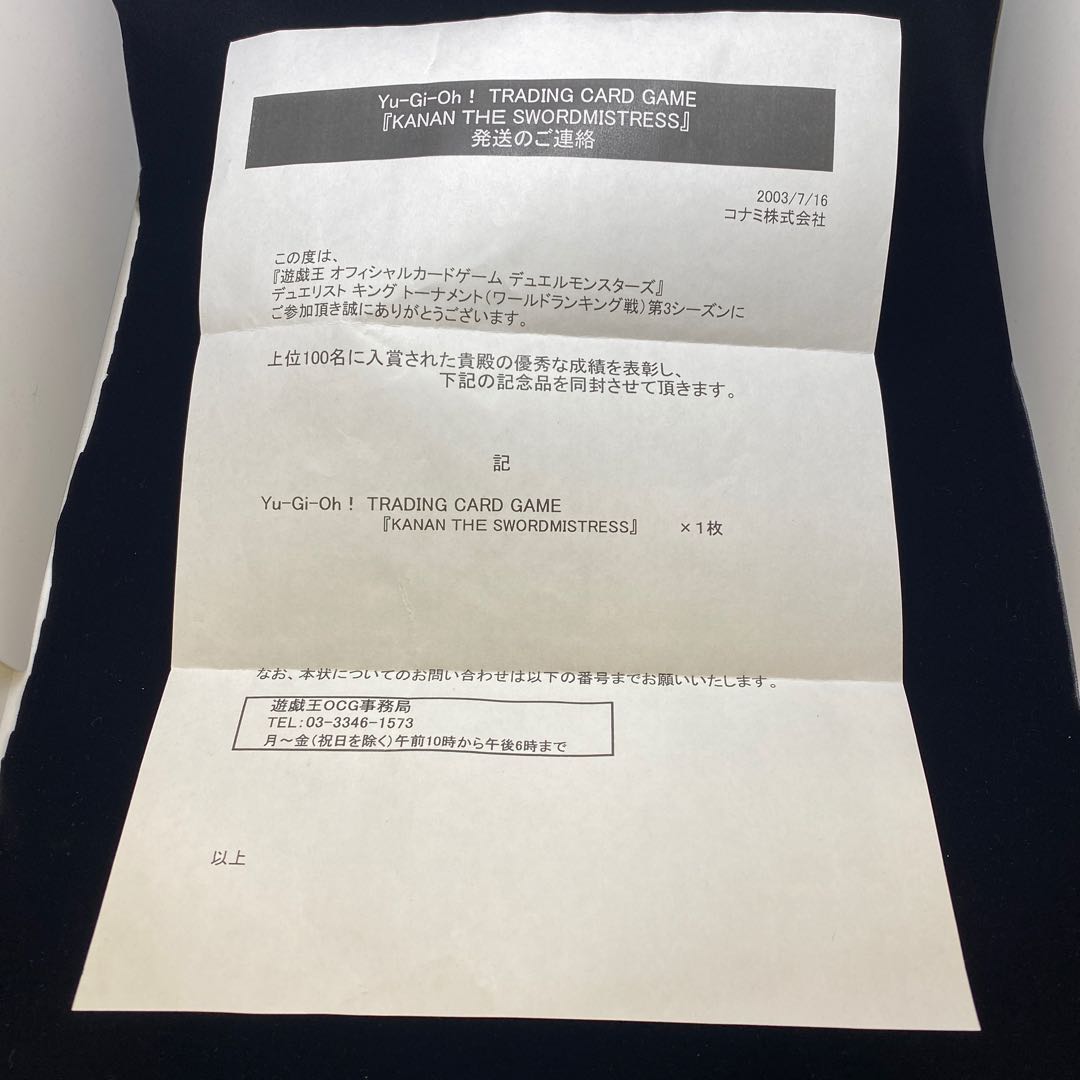 Yu-Gi-Oh！ TRADING CARD GAME
『KANAN THE SWORDMISTRESS』
発送のご連絡
2003/7/16
コナミ株式会社
この度は、
『遊戯王 オフィシャルカードゲーム デュエルモンスターズ』
デュエリスト キング トーナメント（ワールドランキング戦）第3シーズンに
ご参加頂き誠にありがとうございます。
上位100名に入賞された貴殿の優秀な成績を表彰し、
下記の記念品を同封させて頂きます。
記
Yu-Gi-Oh！ TRADING CARD GAME
『KANAN THE SWORDMISTRESS』 ×1枚
なお、本状についてのお問い合わせは以下の番号までお願いいたします。
遊戯王OCG事務局
TEL：03-3346-1573
月～金（祝日を除く）午前10時から午後6時まで
以上